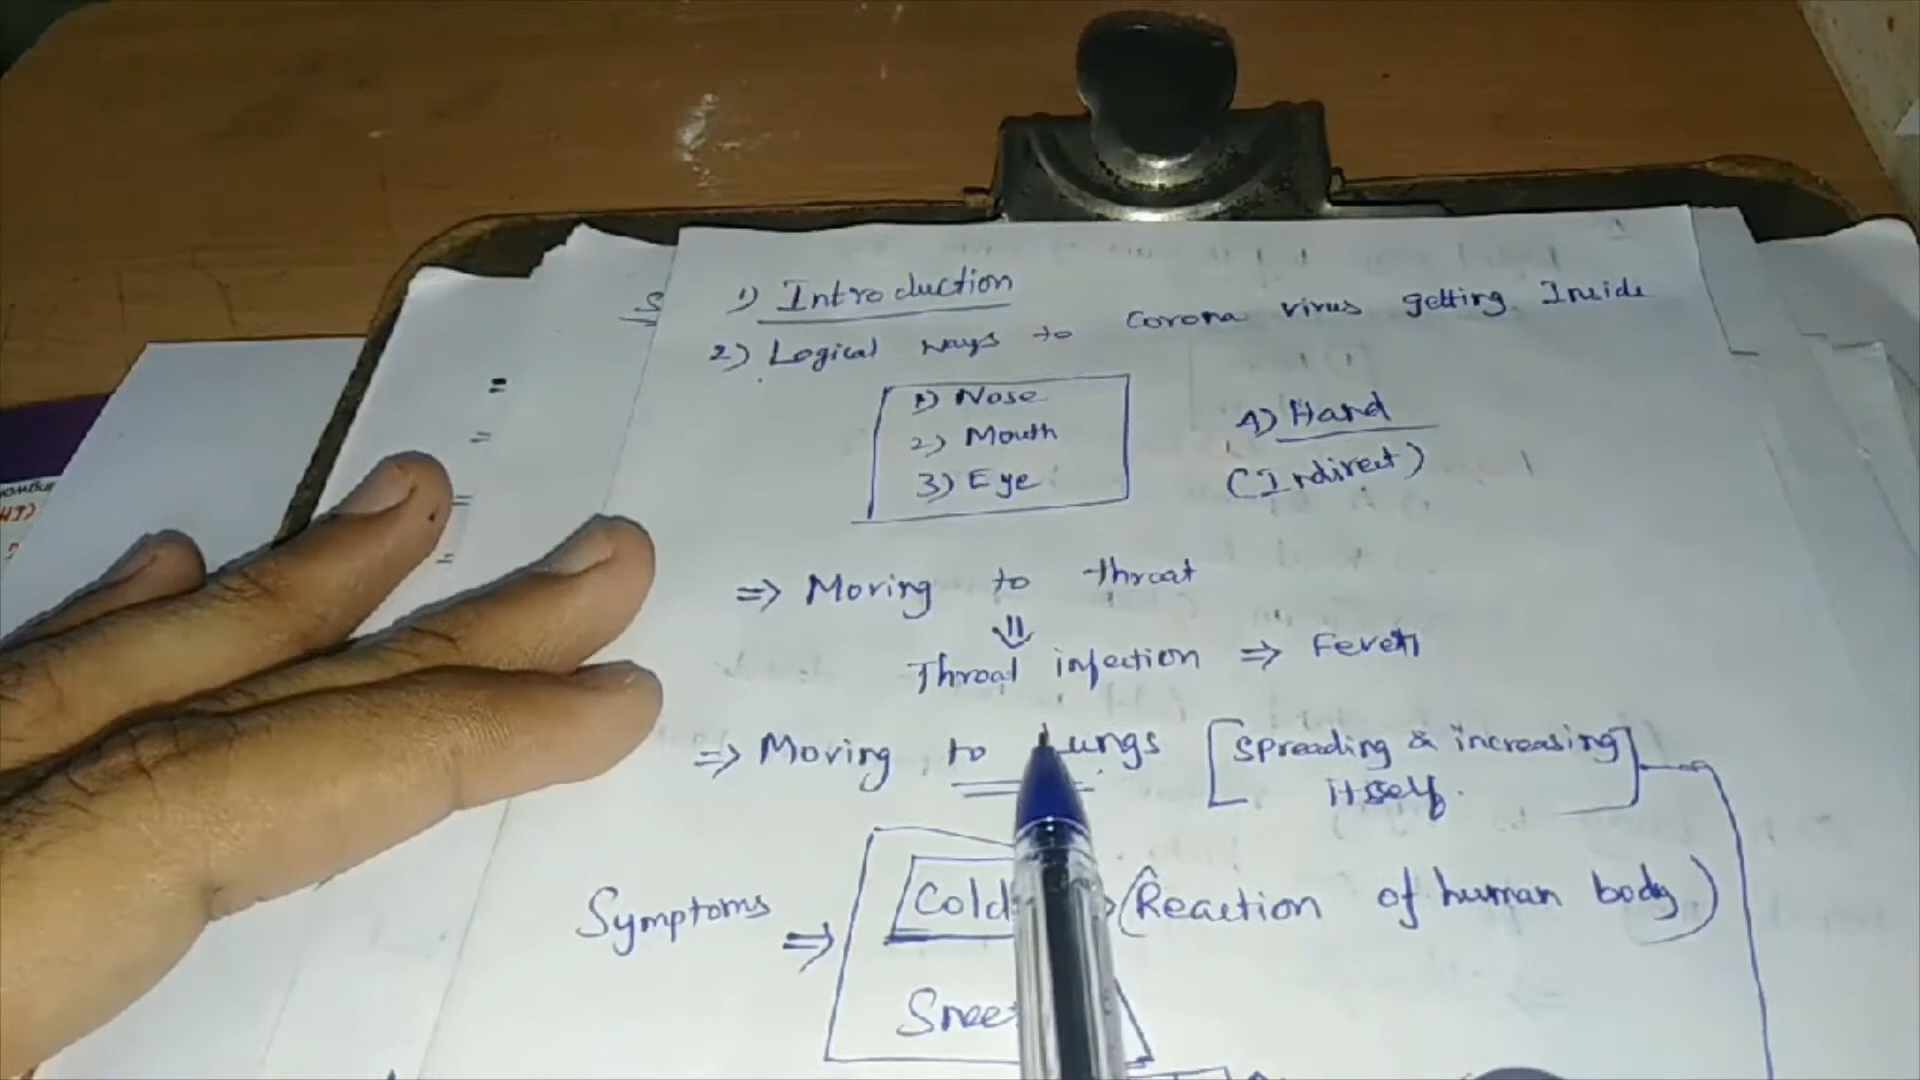 1) Introduction
2) Logical ways to corona virus getting Inside
1) Nose
2) Mouth
3) Eye
4) Hand
(Indirect)
=> Moving to throat
Throat infection => Fever
=> Moving to Lungs [Spreading & increasing
itself.]
Symptoms => Cold (Reaction of human body)